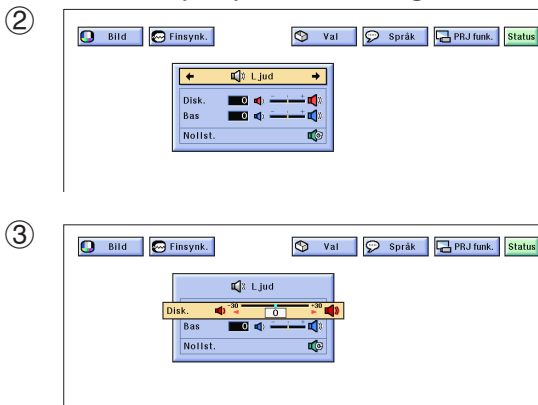 ②
Bild Finsynk. Val Språk PRJ funk. Status
Ljud
Disk. 0
Bas 0
Nollst.
③
Bild Finsynk. Val Språk PRJ funk. Status
Ljud
Disk. -30 0 +30
Bas 0
Nollst.